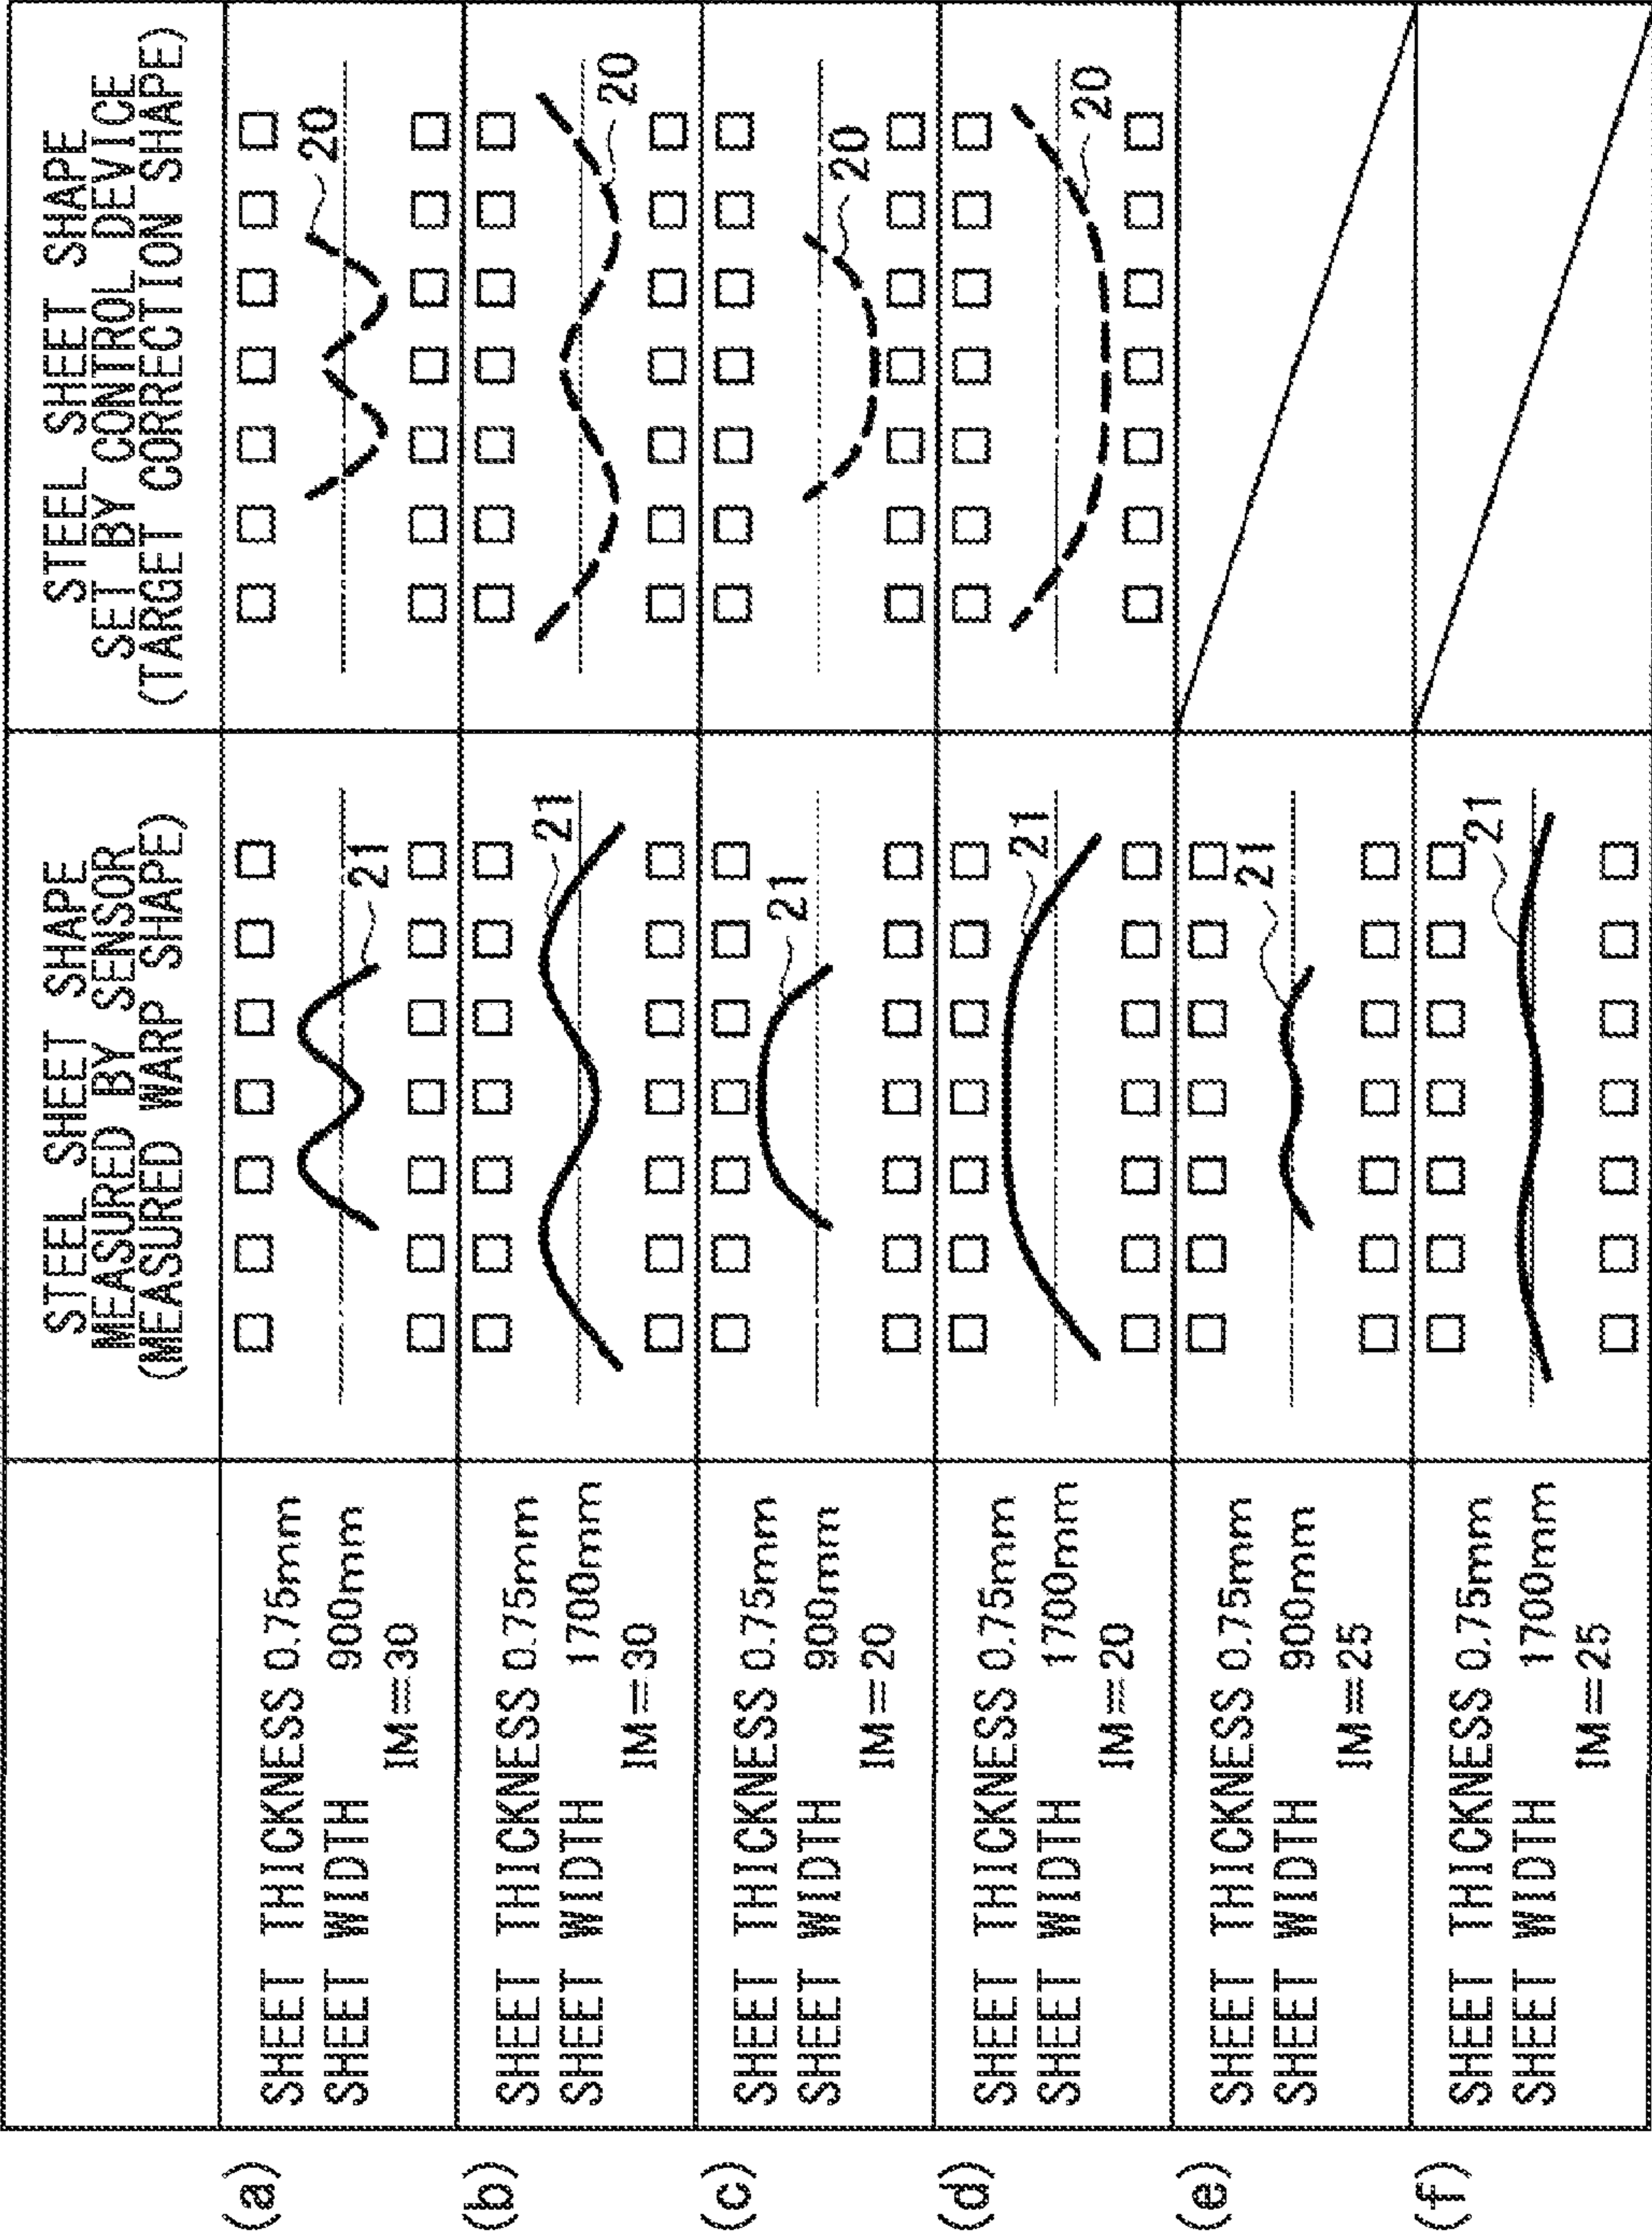 STEEL SHEET SHAPE
MEASURED BY SENSOR
(MEASURED WARP SHAPE)
STEEL SHEET SHAPE
SET BY CONTROL DEVICE
(TARGET CORRECTION SHAPE)
(a)
SHEET THICKNESS 0.75mm
SHEET WIDTH 900mm
IM=30
21
20
(b)
SHEET THICKNESS 0.75mm
SHEET WIDTH 1700mm
IM=30
21
20
(c)
SHEET THICKNESS 0.75mm
SHEET WIDTH 900mm
IM=20
21
20
(d)
SHEET THICKNESS 0.75mm
SHEET WIDTH 1700mm
IM=20
21
20
(e)
SHEET THICKNESS 0.75mm
SHEET WIDTH 900mm
IM=25
21
(f)
SHEET THICKNESS 0.75mm
SHEET WIDTH 1700mm
IM=25
21